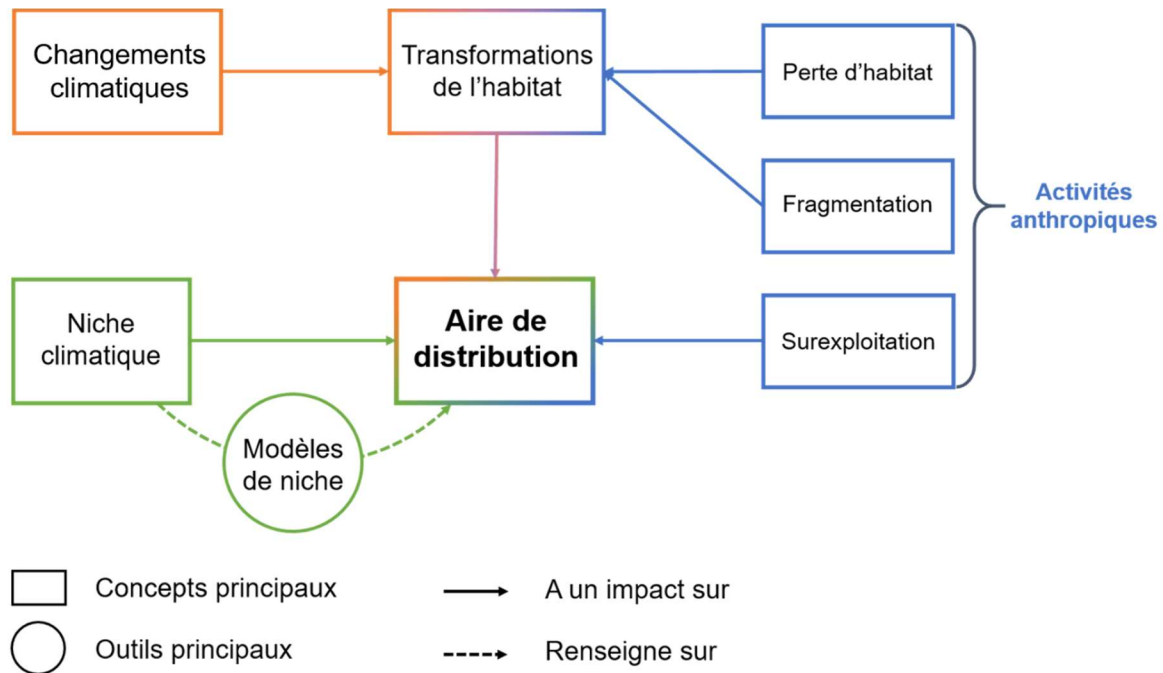 Changements
climatiques
Transformations
de l’habitat
Perte d’habitat
Fragmentation
Activités
anthropiques
Niche
climatique
Aire de
distribution
Surexploitation
Modèles
de niche
Concepts principaux
A un impact sur
Outils principaux
Renseigne sur